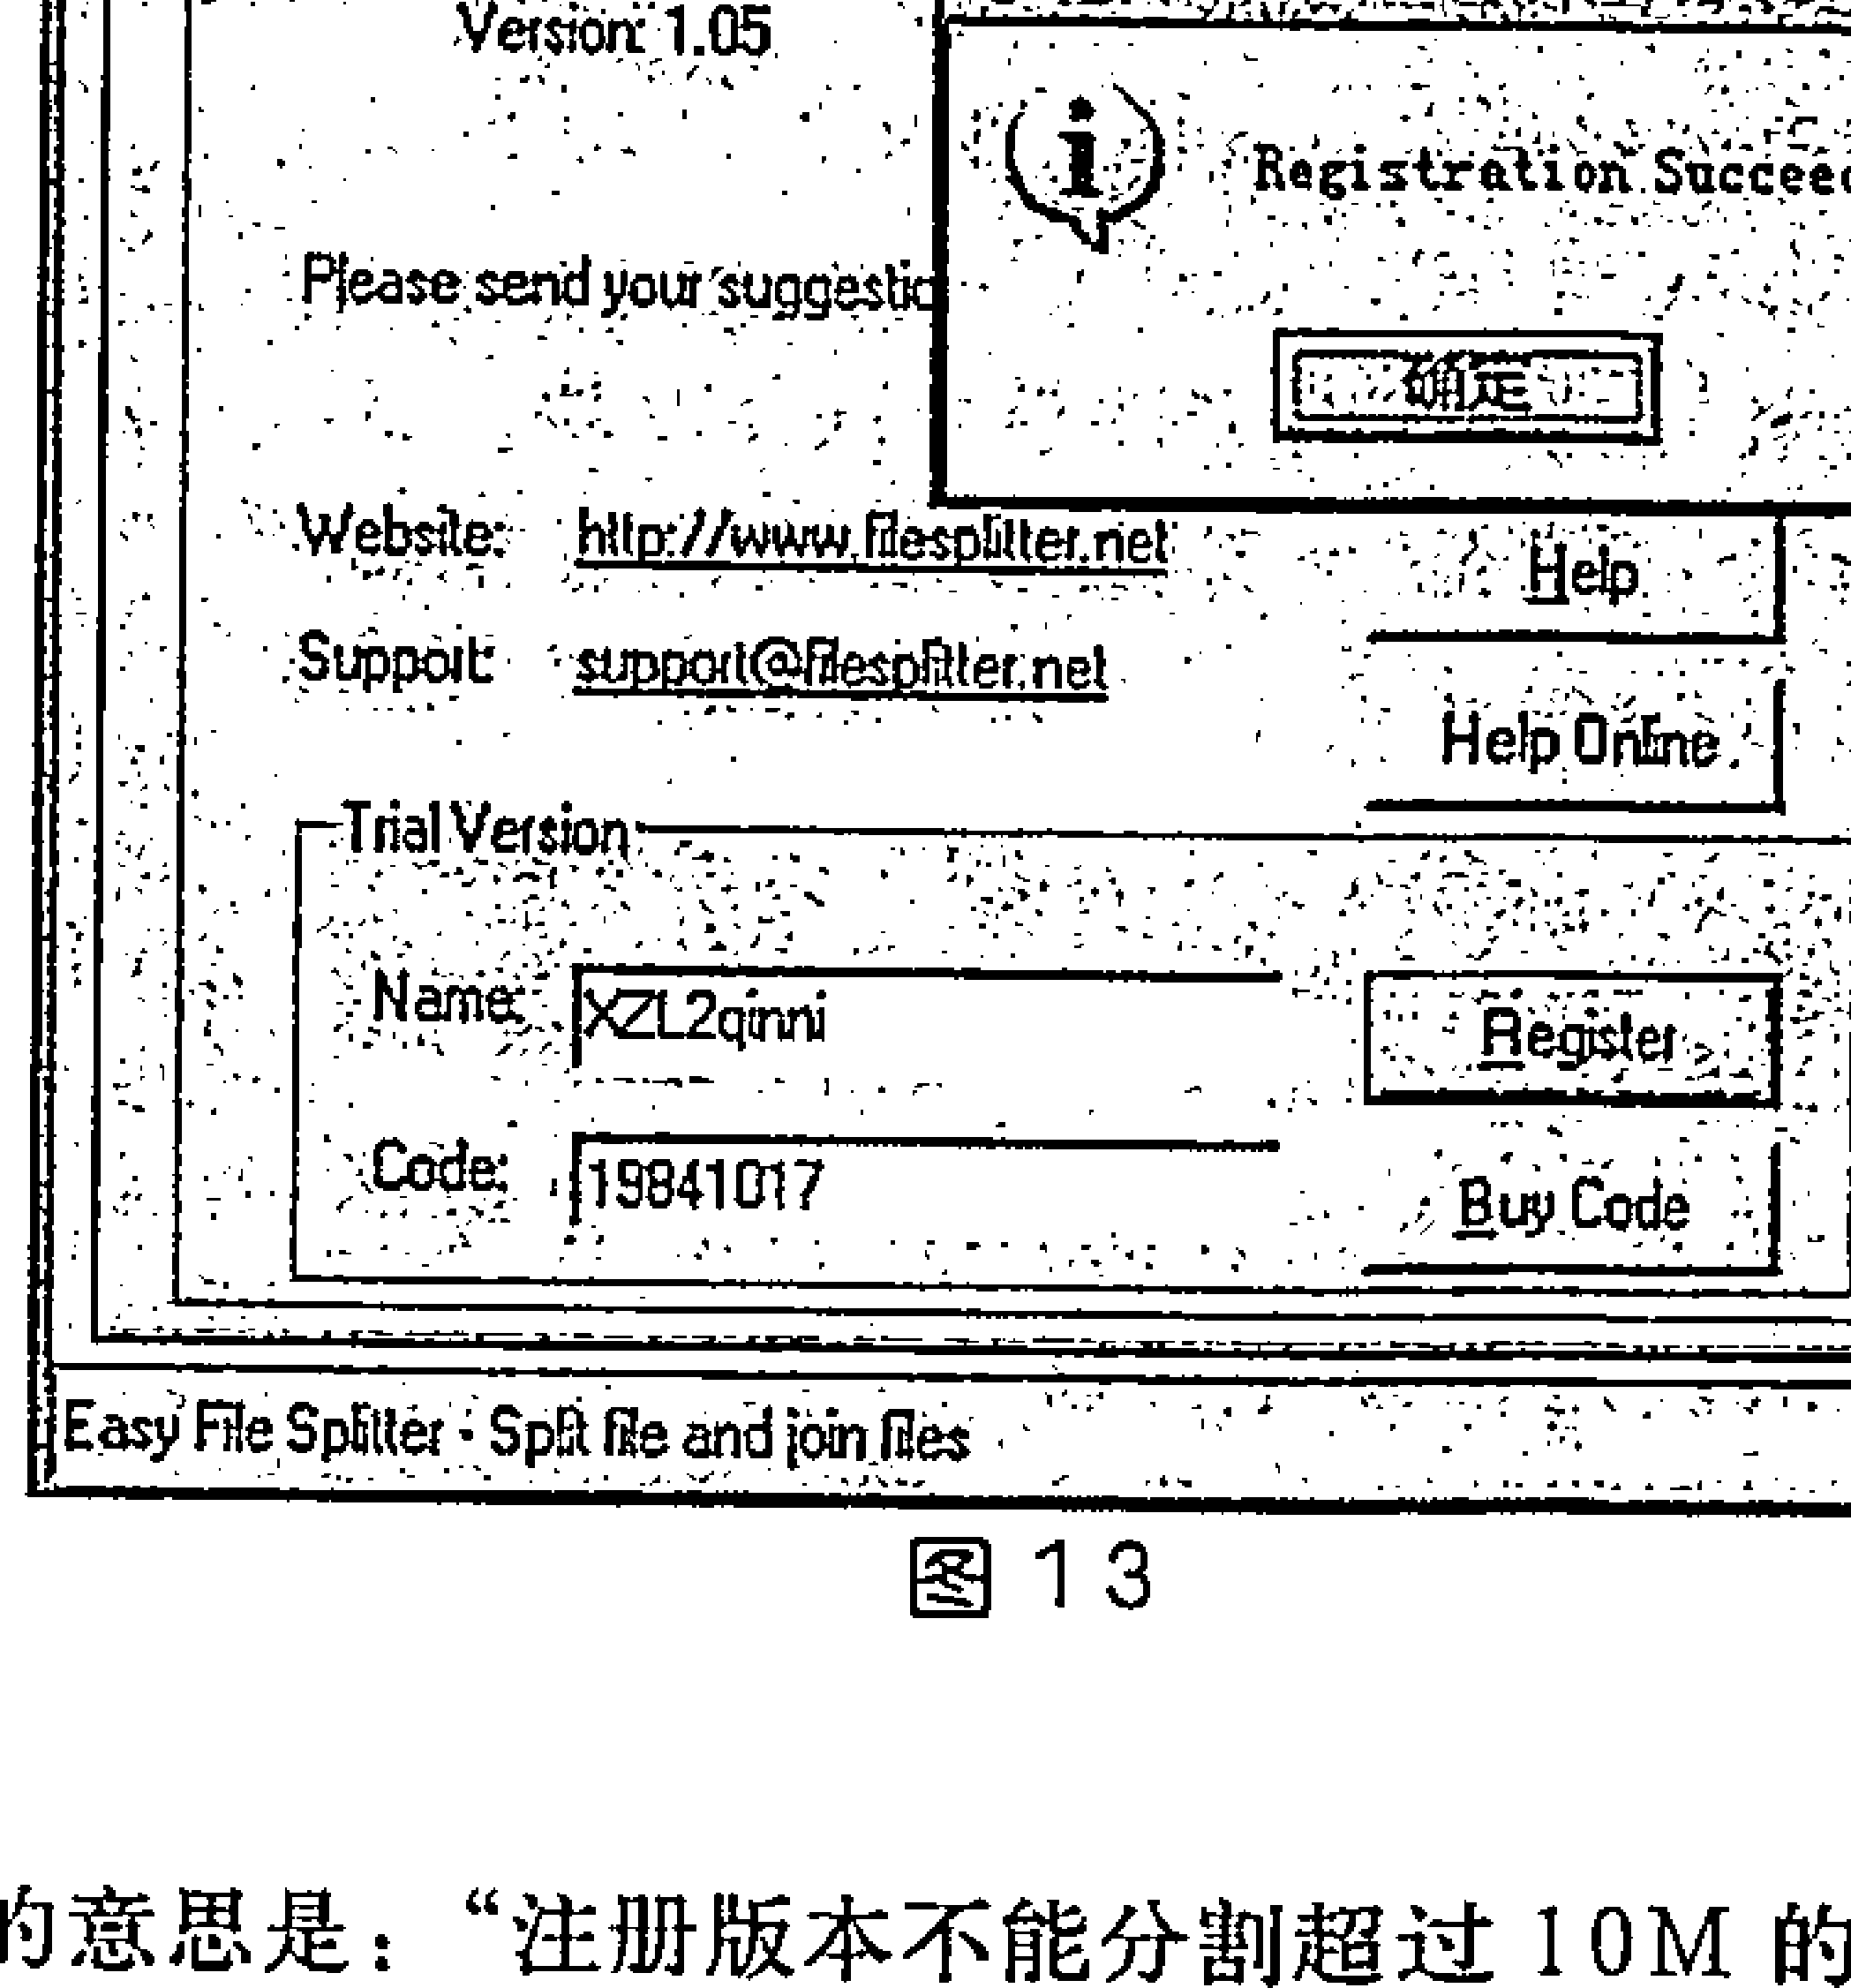 Version: 1.05
Registration Succeed
Please send your suggestio
确定
Website: http://www.filesplitter.net
Help
Support: support@filesplitter.net
Help Online
Trial Version
Name: XZL2qinni
Register
Code: 19841017
Buy Code
Easy File Splitter - Split file and join files
图 13
的意思是：“注册版本不能分割超过 10M 的